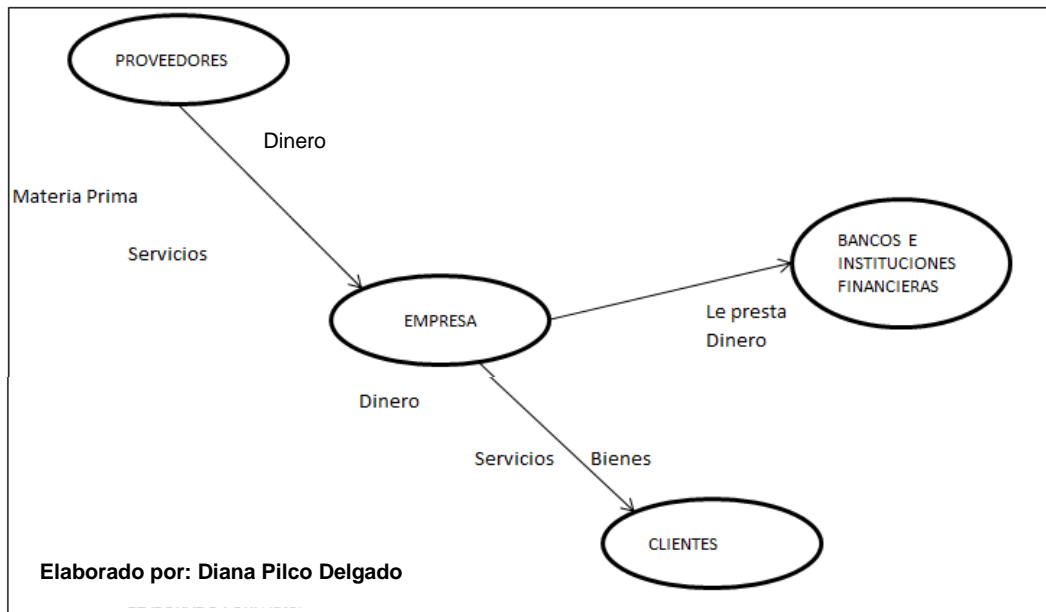 PROVEEDORES
Dinero
Materia Prima
Servicios
BANCOS E
INSTITUCIONES
FINANCIERAS
EMPRESA
Le presta
Dinero
Dinero
Servicios
Bienes
CLIENTES
Elaborado por: Diana Pilco Delgado